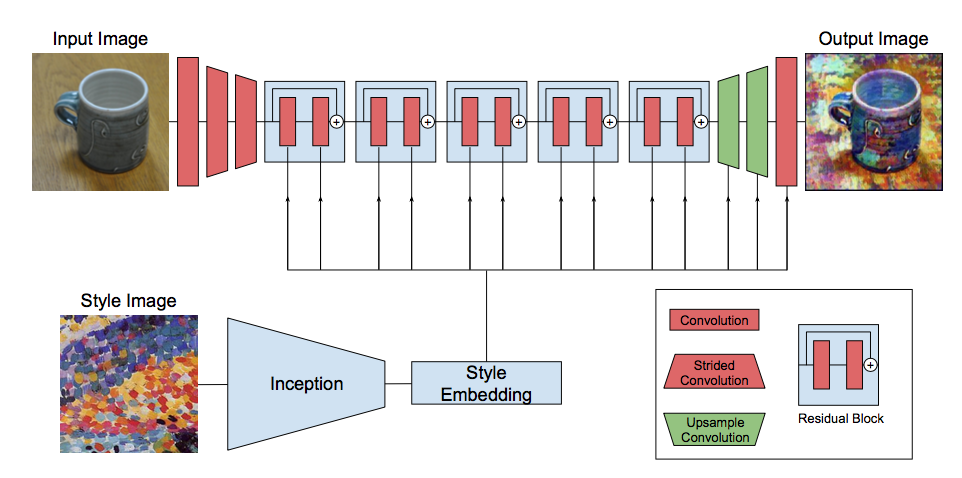 Input Image
Output Image
Style Image
Inception
Style
Embedding
Convolution
Strided
Convolution
Upsample
Convolution
Residual Block
+
+
+
+
+
+